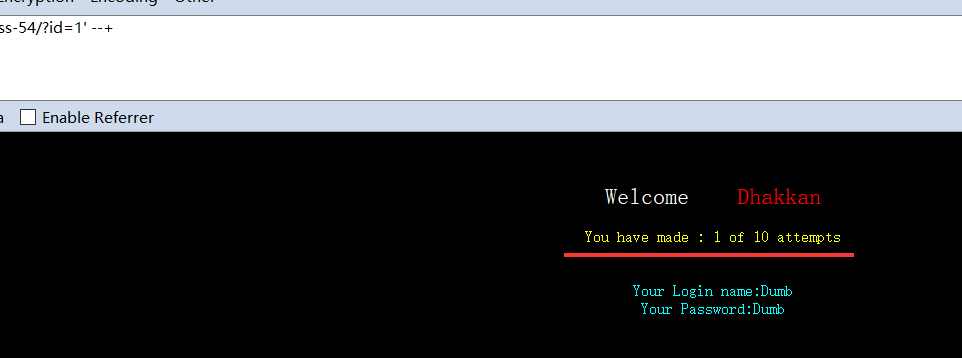 Encryption Encoding Other
ss-54/?id=1' --+
a Enable Referrer
Welcome Dhakkan
You have made : 1 of 10 attempts
Your Login name:Dumb
Your Password:Dumb